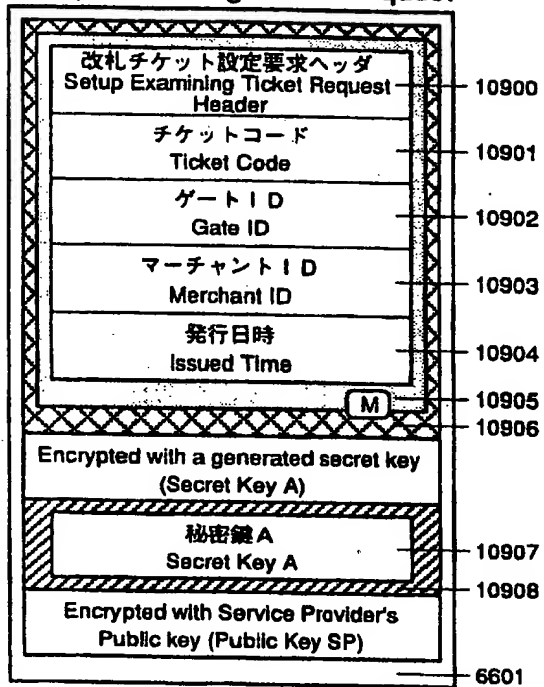 改札チケット設定要求ヘッダ
Setup Examining Ticket Request
Header
10900
チケットコード
Ticket Code
10901
ゲートID
Gate ID
10902
マーチャントID
Merchant ID
10903
発行日時
Issued Time
10904
M
10905
10906
Encrypted with a generated secret key
(Secret Key A)
秘密鍵A
Secret Key A
10907
10908
Encrypted with Service Provider's
Public key (Public Key SP)
6601